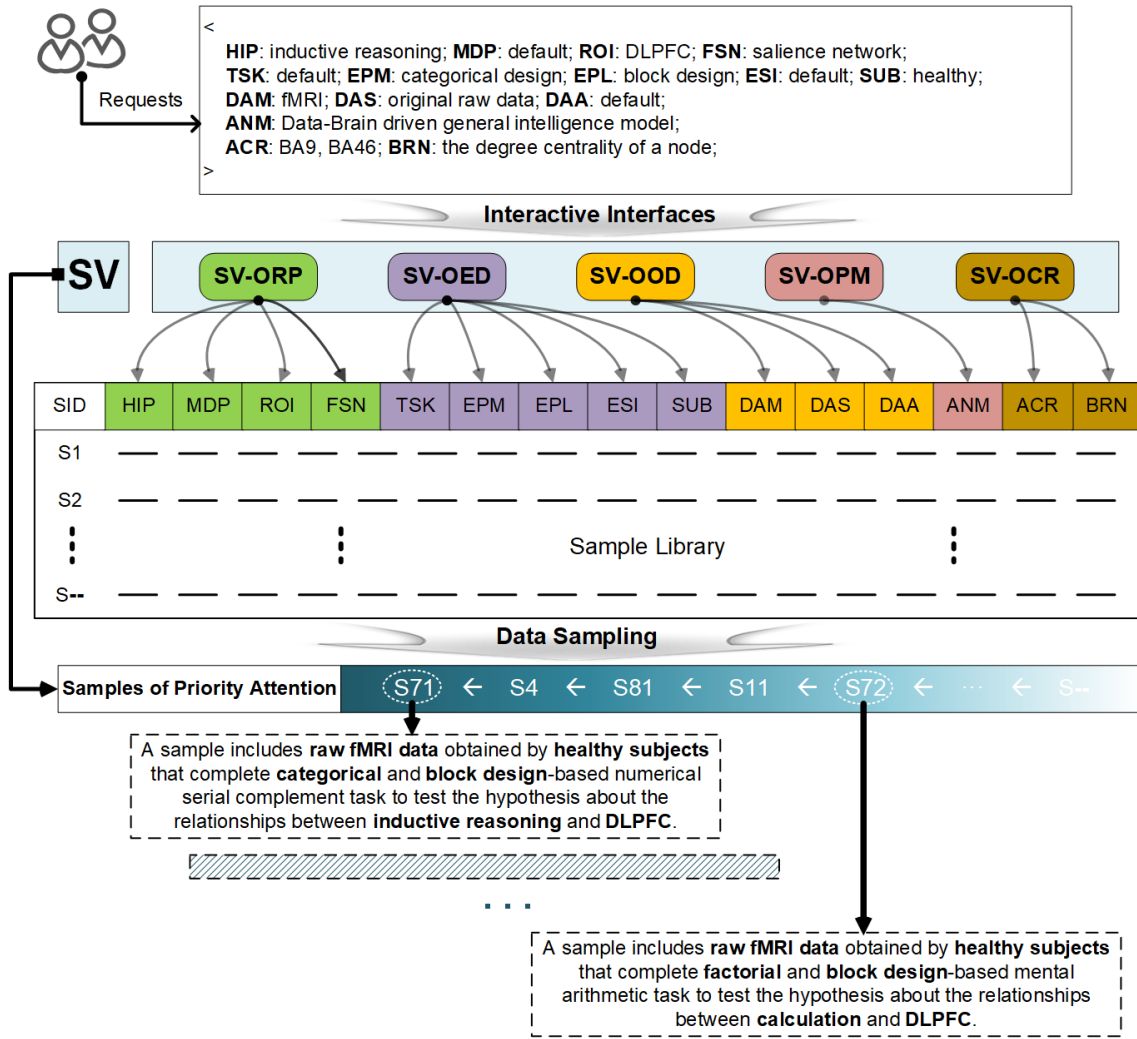 <
HIP: inductive reasoning; MDP: default; ROI: DLPFC; FSN: salience network;
TSK: default; EPM: categorical design; EPL: block design; ESI: default; SUB: healthy;
DAM: fMRI; DAS: original raw data; DAA: default;
ANM: Data-Brain driven general intelligence model;
ACR: BA9, BA46; BRN: the degree centrality of a node;
>
Requests
Interactive Interfaces
SV
SV-ORP SV-OED SV-OOD SV-OPM SV-OCR
SID HIP MDP ROI FSN TSK EPM EPL ESI SUB DAM DAS DAA ANM ACR BRN
S1
S2
Sample Library
S--
Data Sampling
Samples of Priority Attention S71 ← S4 ← S81 ← S11 ← S72 ← ... ← S--
A sample includes raw fMRI data obtained by healthy subjects
that complete categorical and block design-based numerical
serial complement task to test the hypothesis about the
relationships between inductive reasoning and DLPFC.
. . .
A sample includes raw fMRI data obtained by healthy subjects
that complete factorial and block design-based mental
arithmetic task to test the hypothesis about the relationships
between calculation and DLPFC.